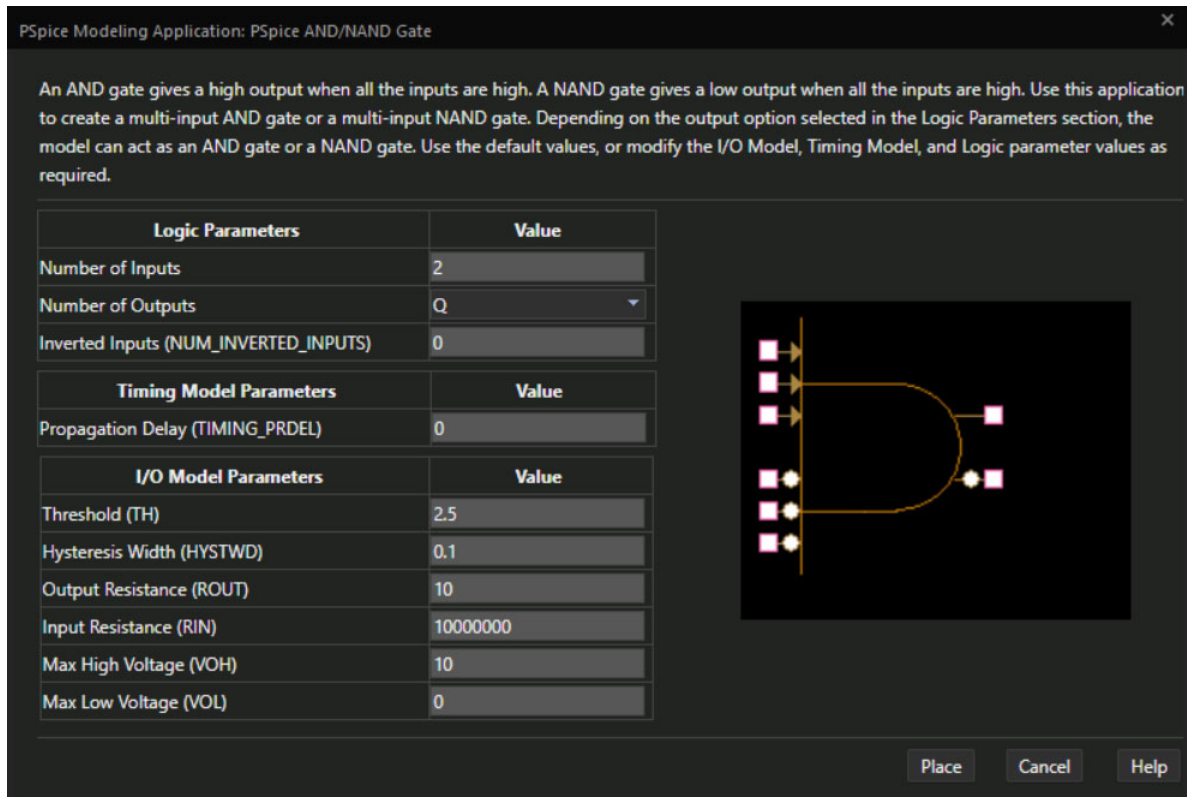 PSpice Modeling Application: PSpice AND/NAND Gate
An AND gate gives a high output when all the inputs are high. A NAND gate gives a low output when all the inputs are high. Use this application
to create a multi-input AND gate or a multi-input NAND gate. Depending on the output option selected in the Logic Parameters section, the
model can act as an AND gate or a NAND gate. Use the default values, or modify the I/O Model, Timing Model, and Logic parameter values as
required.
Logic Parameters Value
Number of Inputs 2
Number of Outputs Q
Inverted Inputs (NUM_INVERTED_INPUTS) 0
Timing Model Parameters Value
Propagation Delay (TIMING_PRDEL) 0
I/O Model Parameters Value
Threshold (TH) 2.5
Hysteresis Width (HYSTWD) 0.1
Output Resistance (ROUT) 10
Input Resistance (RIN) 10000000
Max High Voltage (VOH) 10
Max Low Voltage (VOL) 0
Place Cancel Help